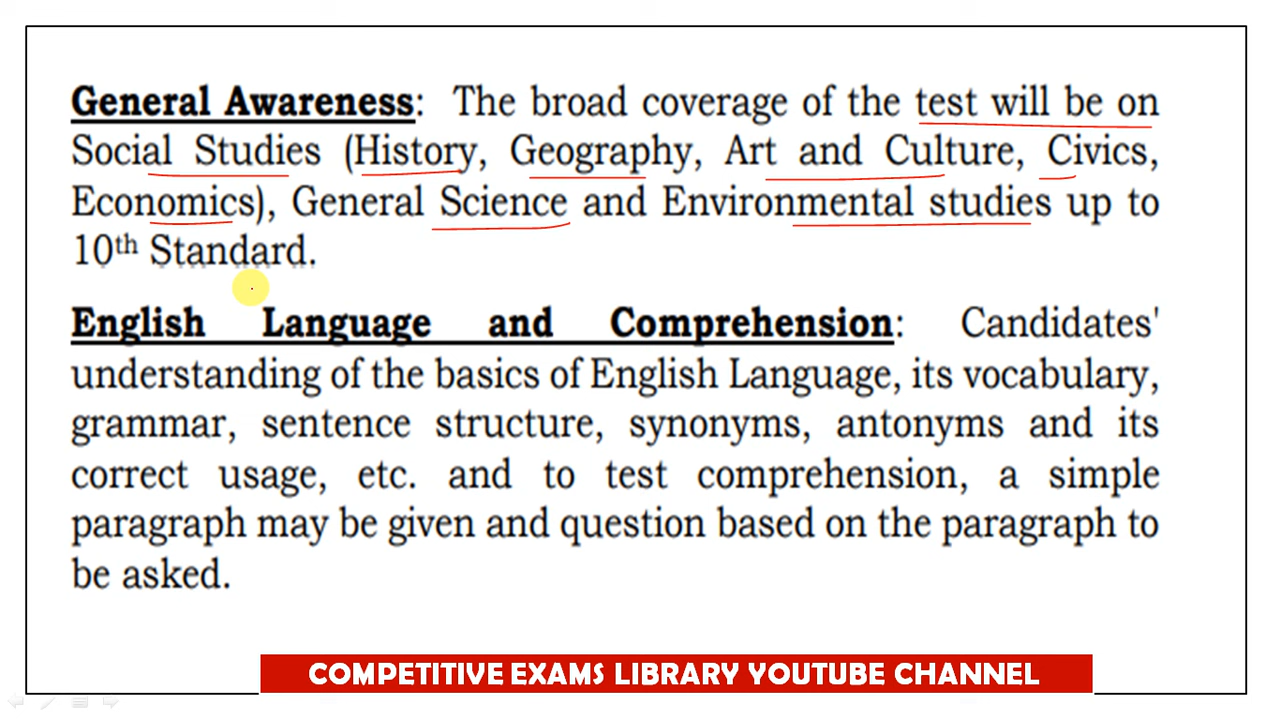 General Awareness: The broad coverage of the test will be on
Social Studies (History, Geography, Art and Culture, Civics,
Economics), General Science and Environmental studies up to
10th Standard.
English Language and Comprehension: Candidates'
understanding of the basics of English Language, its vocabulary,
grammar, sentence structure, synonyms, antonyms and its
correct usage, etc. and to test comprehension, a simple
paragraph may be given and question based on the paragraph to
be asked.
COMPETITIVE EXAMS LIBRARY YOUTUBE CHANNEL